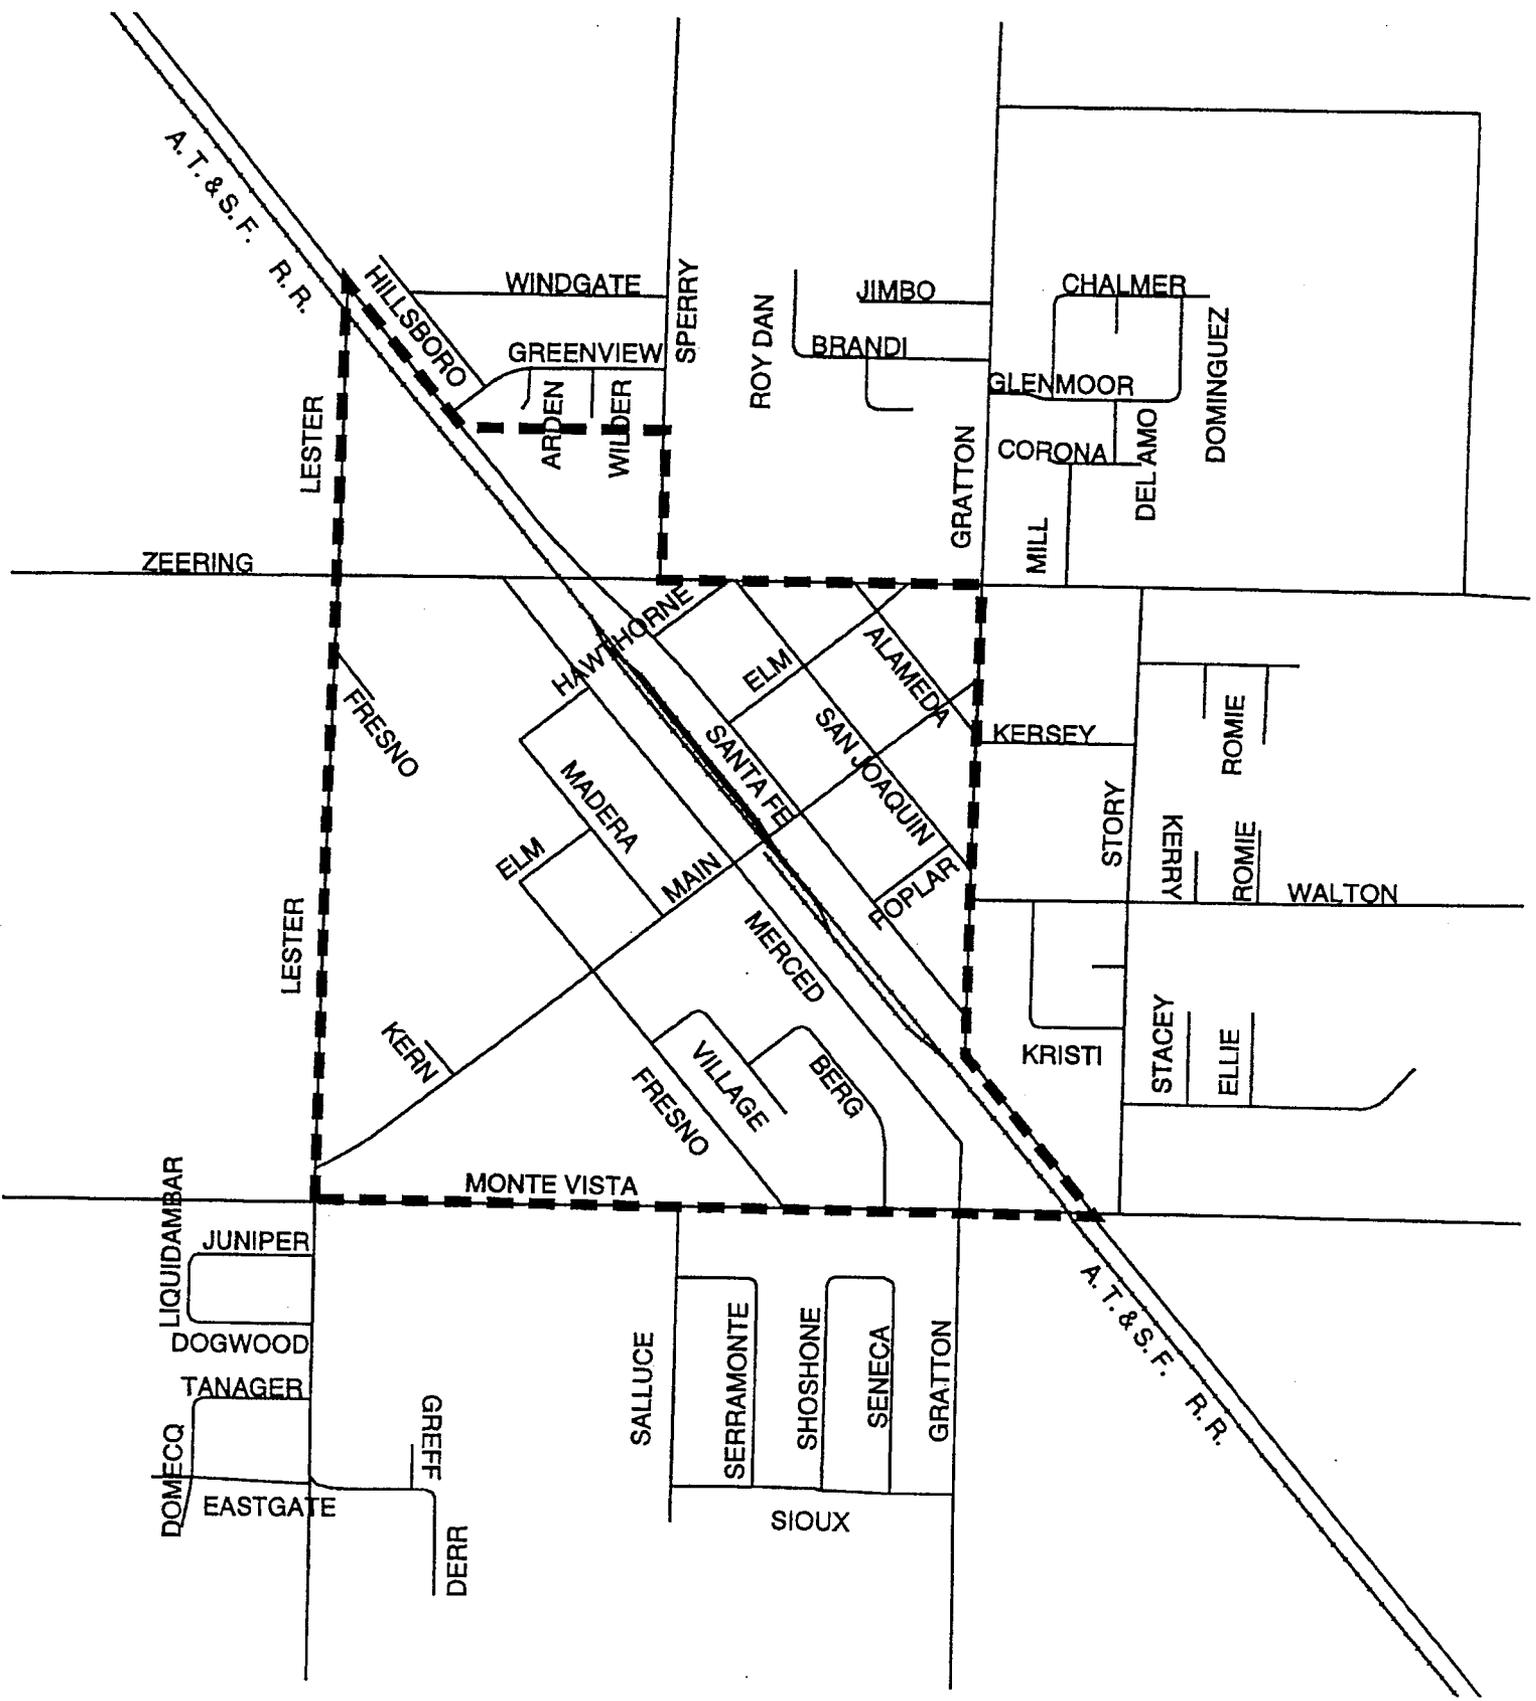 A. T. & S. F. R. R.
HILLSBORO
WINDGATE
SPERRY
JIMBO
CHALMER
ROY DAN
BRANDI
DOMINGUEZ
GREENVIEW
GLENMOOR
LESTER
ARDEN
WILDER
GRATTON
CORONA
DEL AMO
MILL
ZEERING
HAWTHORNE
ELM
ALAMEDA
FRESNO
SANTA FE
SAN JOAQUIN
KERSEY
ROMIE
MADERA
STORY
ELM
MAIN
POPLAR
KERRY
ROMIE
WALTON
LESTER
MERCED
KERN
VILLAGE
BERG
KRISTI
STACEY
ELLIE
FRESNO
MONTE VISTA
LIQUIDAMBAR
JUNIPER
DOGWOOD
A. T. & S. F. R. R.
TANAGER
SALLUCE
SERRAMONTE
SHOSHONE
SENECA
GRATTON
GREFF
DOMECQ
EASTGATE
SIOUX
DERR